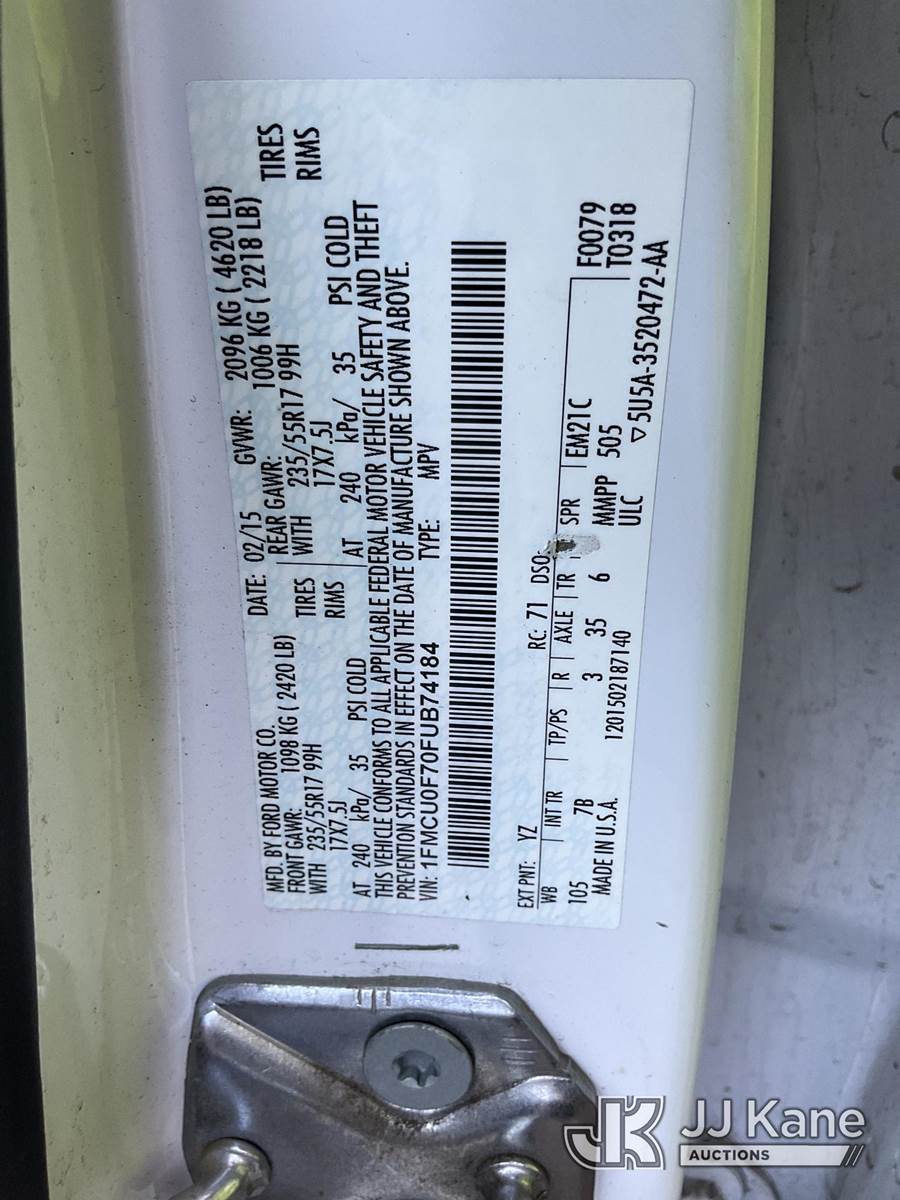 MFD. BY FORD MOTOR CO. DATE: 02/15 GVWR: 2096 KG ( 4620 LB)
FRONT GAWR: 1098 KG ( 2420 LB) REAR GAWR: 1006 KG ( 2218 LB)
WITH 235/55R17 99H TIRES WITH 235/55R17 99H TIRES
17X7.5J RIMS 17X7.5J RIMS
AT 240 kPa/ 35 PSI COLD AT 240 kPa/ 35 PSI COLD
THIS VEHICLE CONFORMS TO ALL APPLICABLE FEDERAL MOTOR VEHICLE SAFETY AND THEFT
PREVENTION STANDARDS IN EFFECT ON THE DATE OF MANUFACTURE SHOWN ABOVE.
VIN: 1FMCU0F70FUB74184 TYPE: MPV
EXT PNT: YZ RC: 71 DSO: F0079
WB INT TR TP/PS R AXLE TR SPR EM21C T0318
105 7B 3 35 6 MMPP 505
MADE IN U.S.A. 1201502187140 ULC ▽5U5A-3520472-AA
JK JJ Kane
AUCTIONS